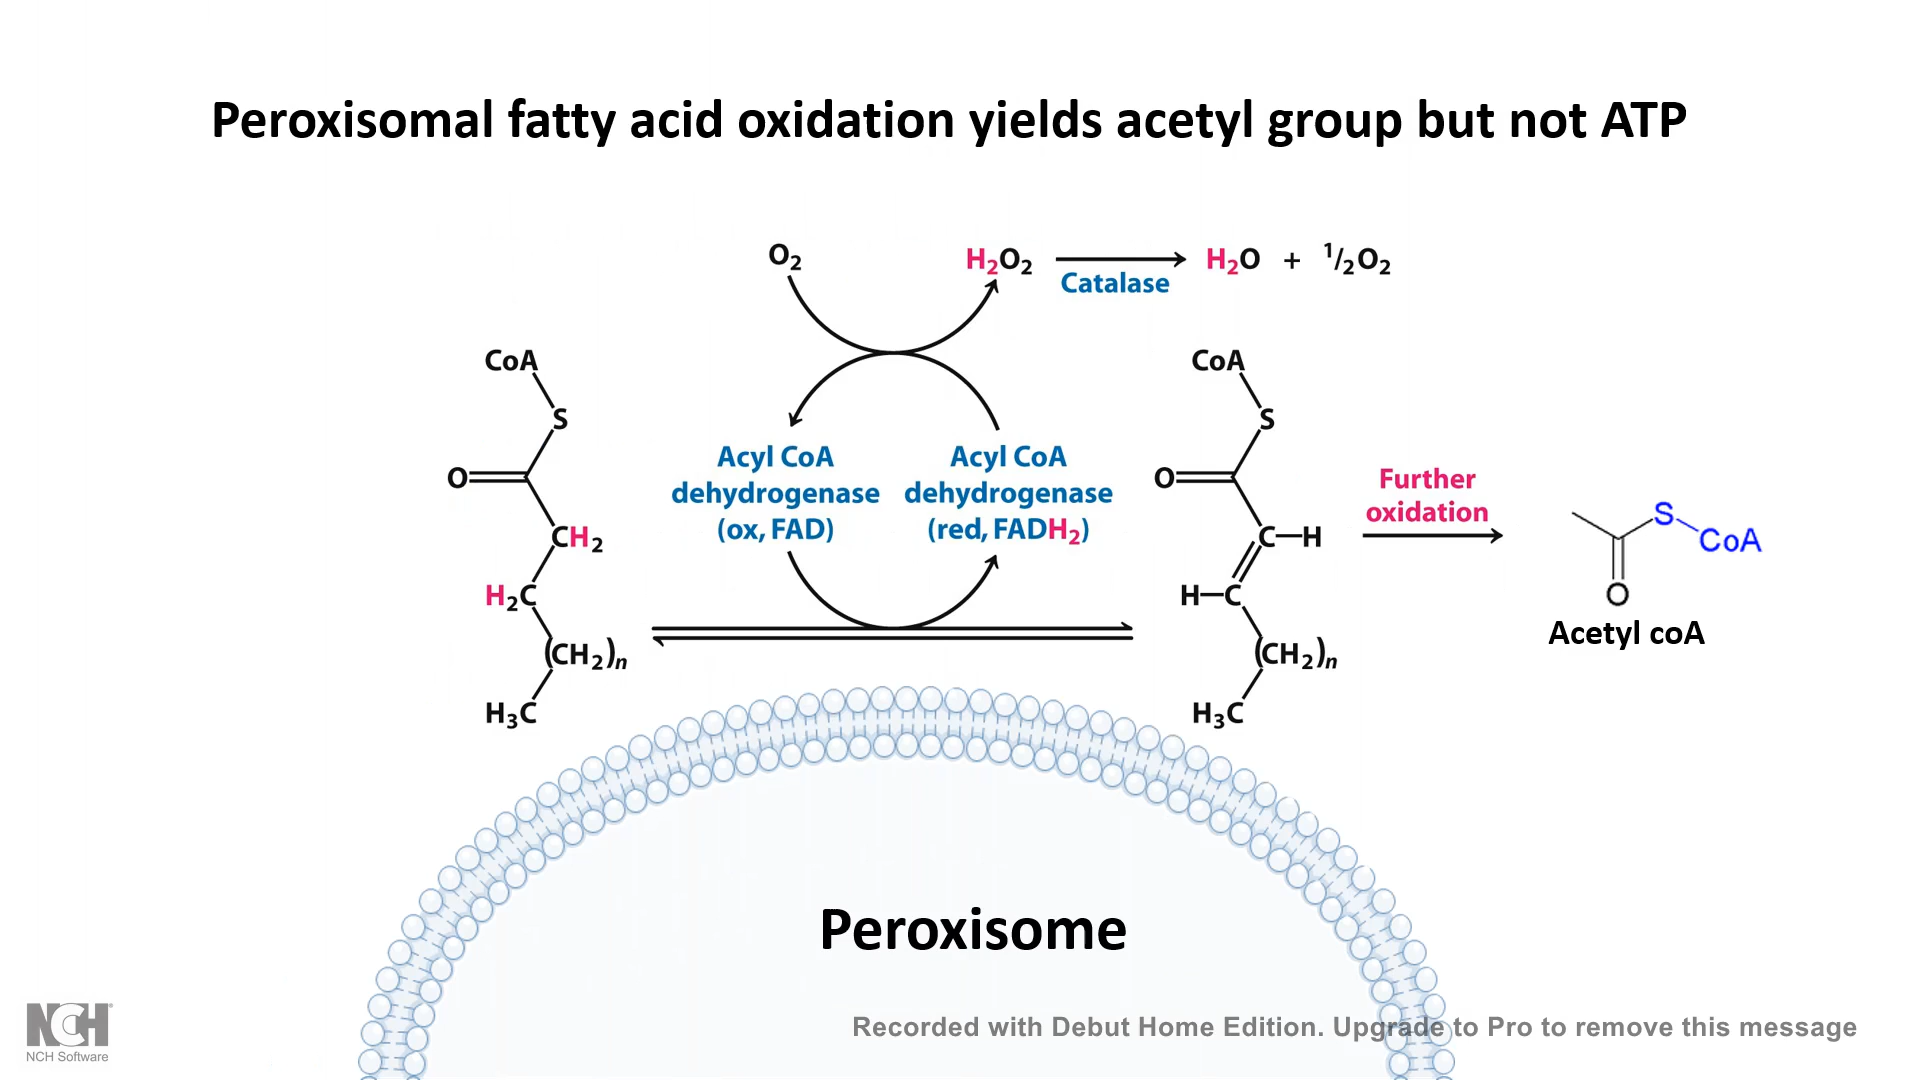 Peroxisomal fatty acid oxidation yields acetyl group but not ATP
O₂
H₂O₂
Catalase
H₂O + ¹/₂O₂
CoA
S
O
CH₂
H₂C
(CH₂)ₙ
H₃C
Acyl CoA
dehydrogenase
(ox, FAD)
Acyl CoA
dehydrogenase
(red, FADH₂)
CoA
S
O
C—H
H—C
(CH₂)ₙ
H₃C
Further
oxidation
S
CoA
O
Acetyl coA
Peroxisome
NCH®
NCH Software
Recorded with Debut Home Edition. Upgrade to Pro to remove this message